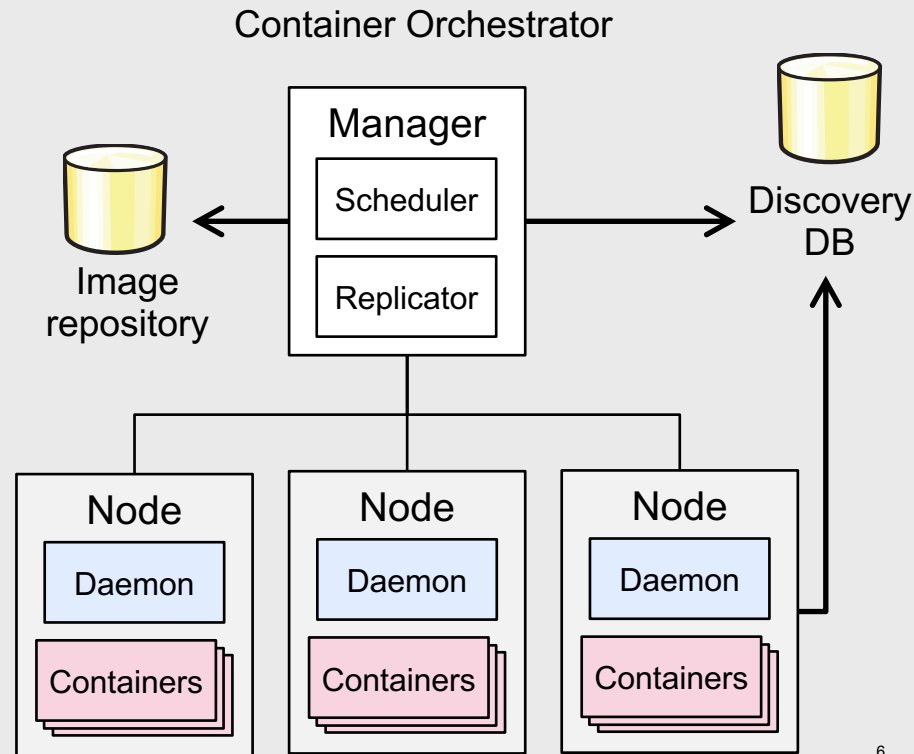 Container Orchestrator
Manager
Scheduler
Replicator
Image
repository
Discovery
DB
Node
Daemon
Containers
Node
Daemon
Containers
Node
Daemon
Containers
6